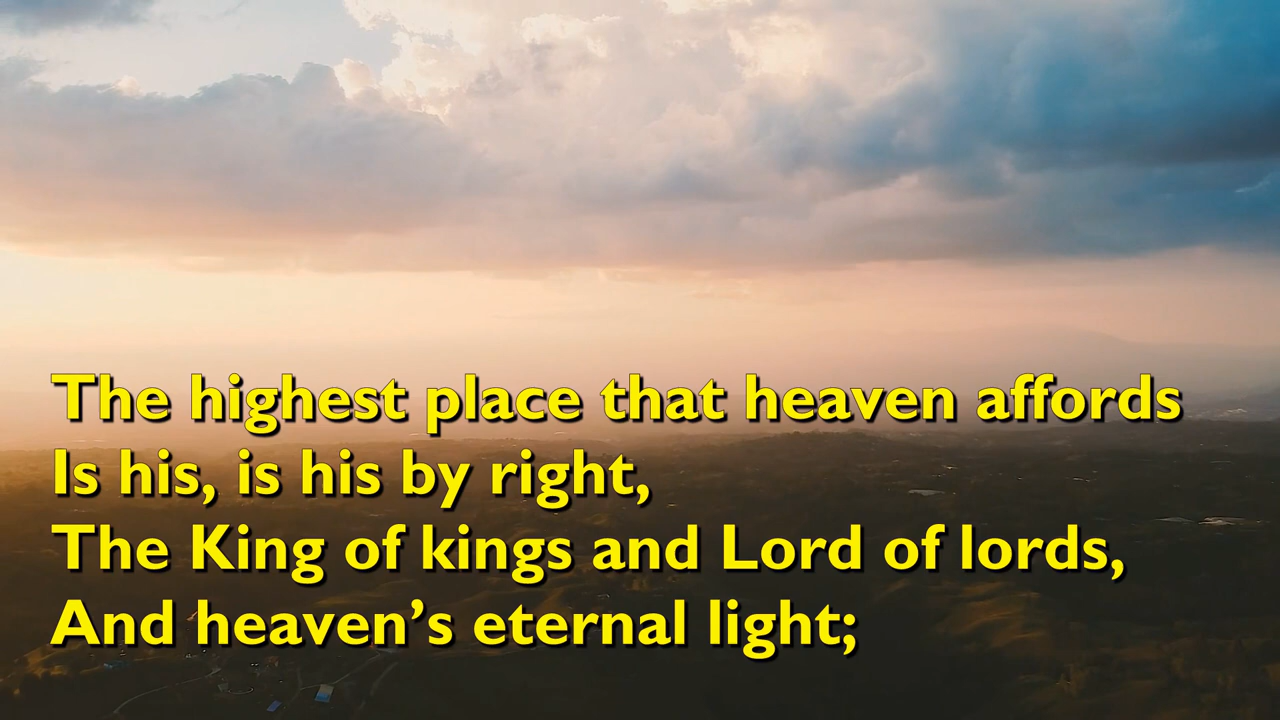 The highest place that heaven affords
Is his, is his by right,
The King of kings and Lord of lords,
And heaven’s eternal light;